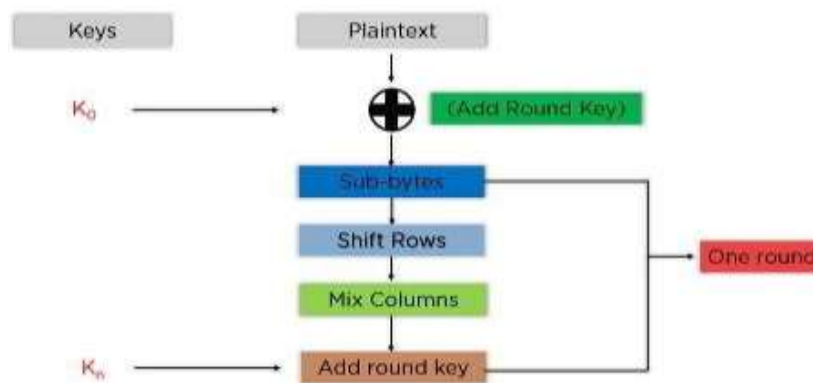 Keys
Plaintext
K₀
(Add Round Key)
Sub-bytes
Shift Rows
One round
Mix Columns
Kₙ
Add round key